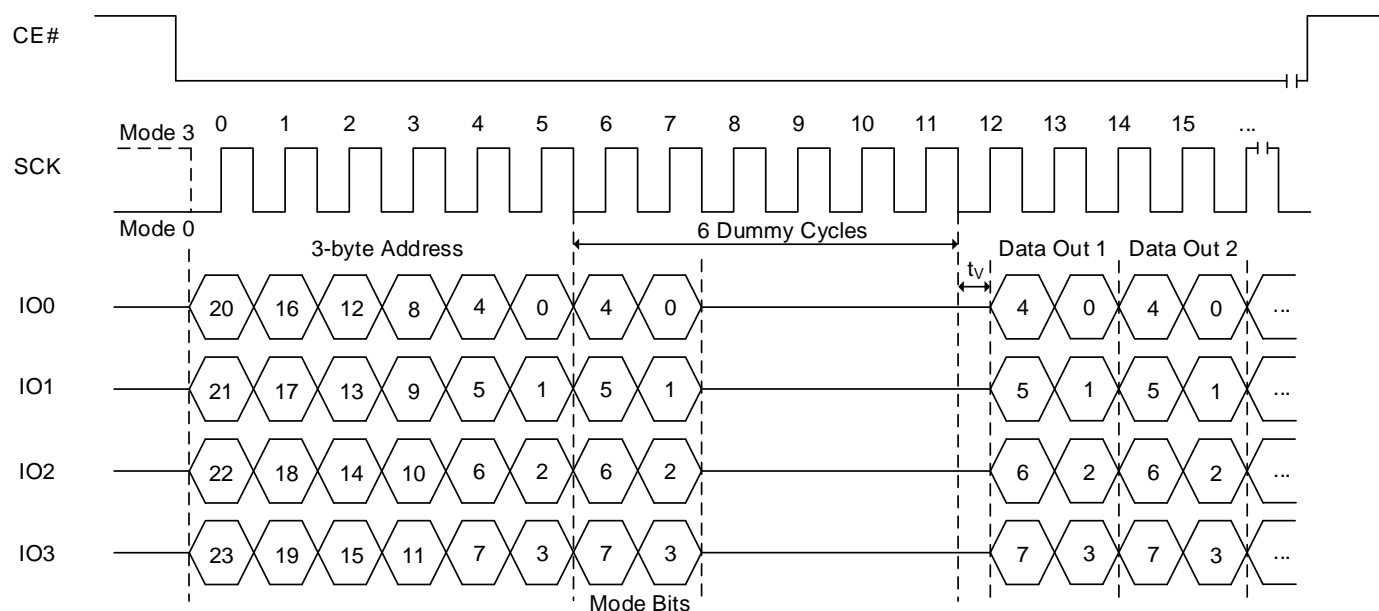 CE#
0 1 2 3 4 5 6 7 8 9 10 11 12 13 14 15 ...
Mode 3
SCK
Mode 0
3-byte Address
6 Dummy Cycles
Data Out 1 Data Out 2
tV
IO0 20 16 12 8 4 0 4 0 4 0 4 0 ...
IO1 21 17 13 9 5 1 5 1 5 1 5 1 ...
IO2 22 18 14 10 6 2 6 2 6 2 6 2 ...
IO3 23 19 15 11 7 3 7 3 7 3 7 3 ...
Mode Bits